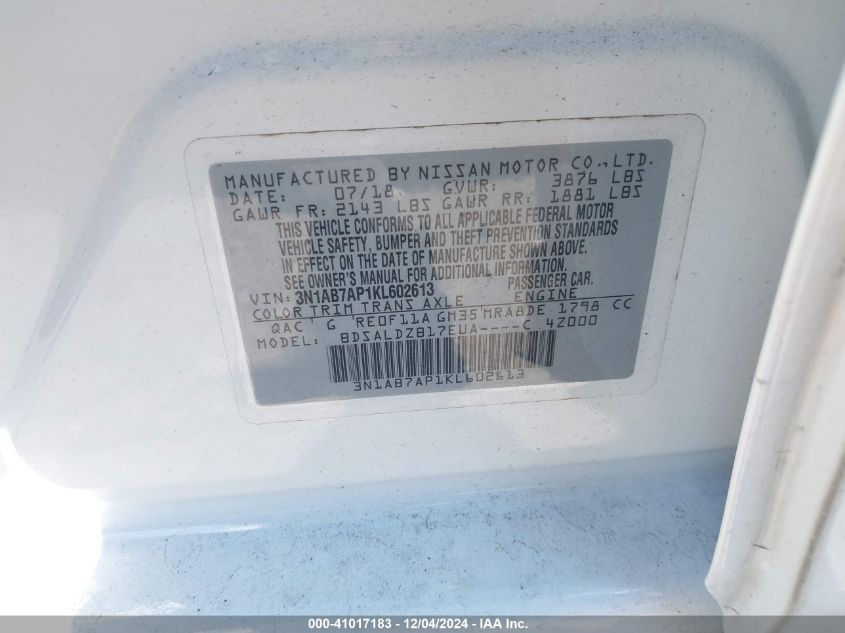 MANUFACTURED BY NISSAN MOTOR CO., LTD.
DATE: 07/18 GVWR: 3876 LBS
GAWR FR: 2143 LBS GAWR RR: 1881 LBS
THIS VEHICLE CONFORMS TO ALL APPLICABLE FEDERAL MOTOR
VEHICLE SAFETY, BUMPER AND THEFT PREVENTION STANDARDS
IN EFFECT ON THE DATE OF MANUFACTURE SHOWN ABOVE.
SEE OWNER'S MANUAL FOR ADDITIONAL INFORMATION.
VIN: 3N1AB7AP1KL602613 PASSENGER CAR.
COLOR TRIM TRANS AXLE ENGINE
QAC G RE0F11A GM35 MRA8DE 1798 CC
MODEL: BDSALDZB17EUA----C 4Z000
3N1AB7AP1KL602613
000-41017183 - 12/04/2024 - IAA Inc.